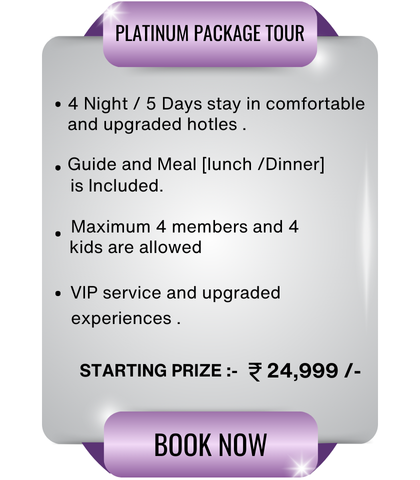 PLATINUM PACKAGE TOUR
• 4 Night / 5 Days stay in comfortable
and upgraded hotles .
• Guide and Meal [lunch /Dinner]
is Included.
• Maximum 4 members and 4
kids are allowed
• VIP service and upgraded
experiences .
STARTING PRIZE :- ₹ 24,999 /-
BOOK NOW